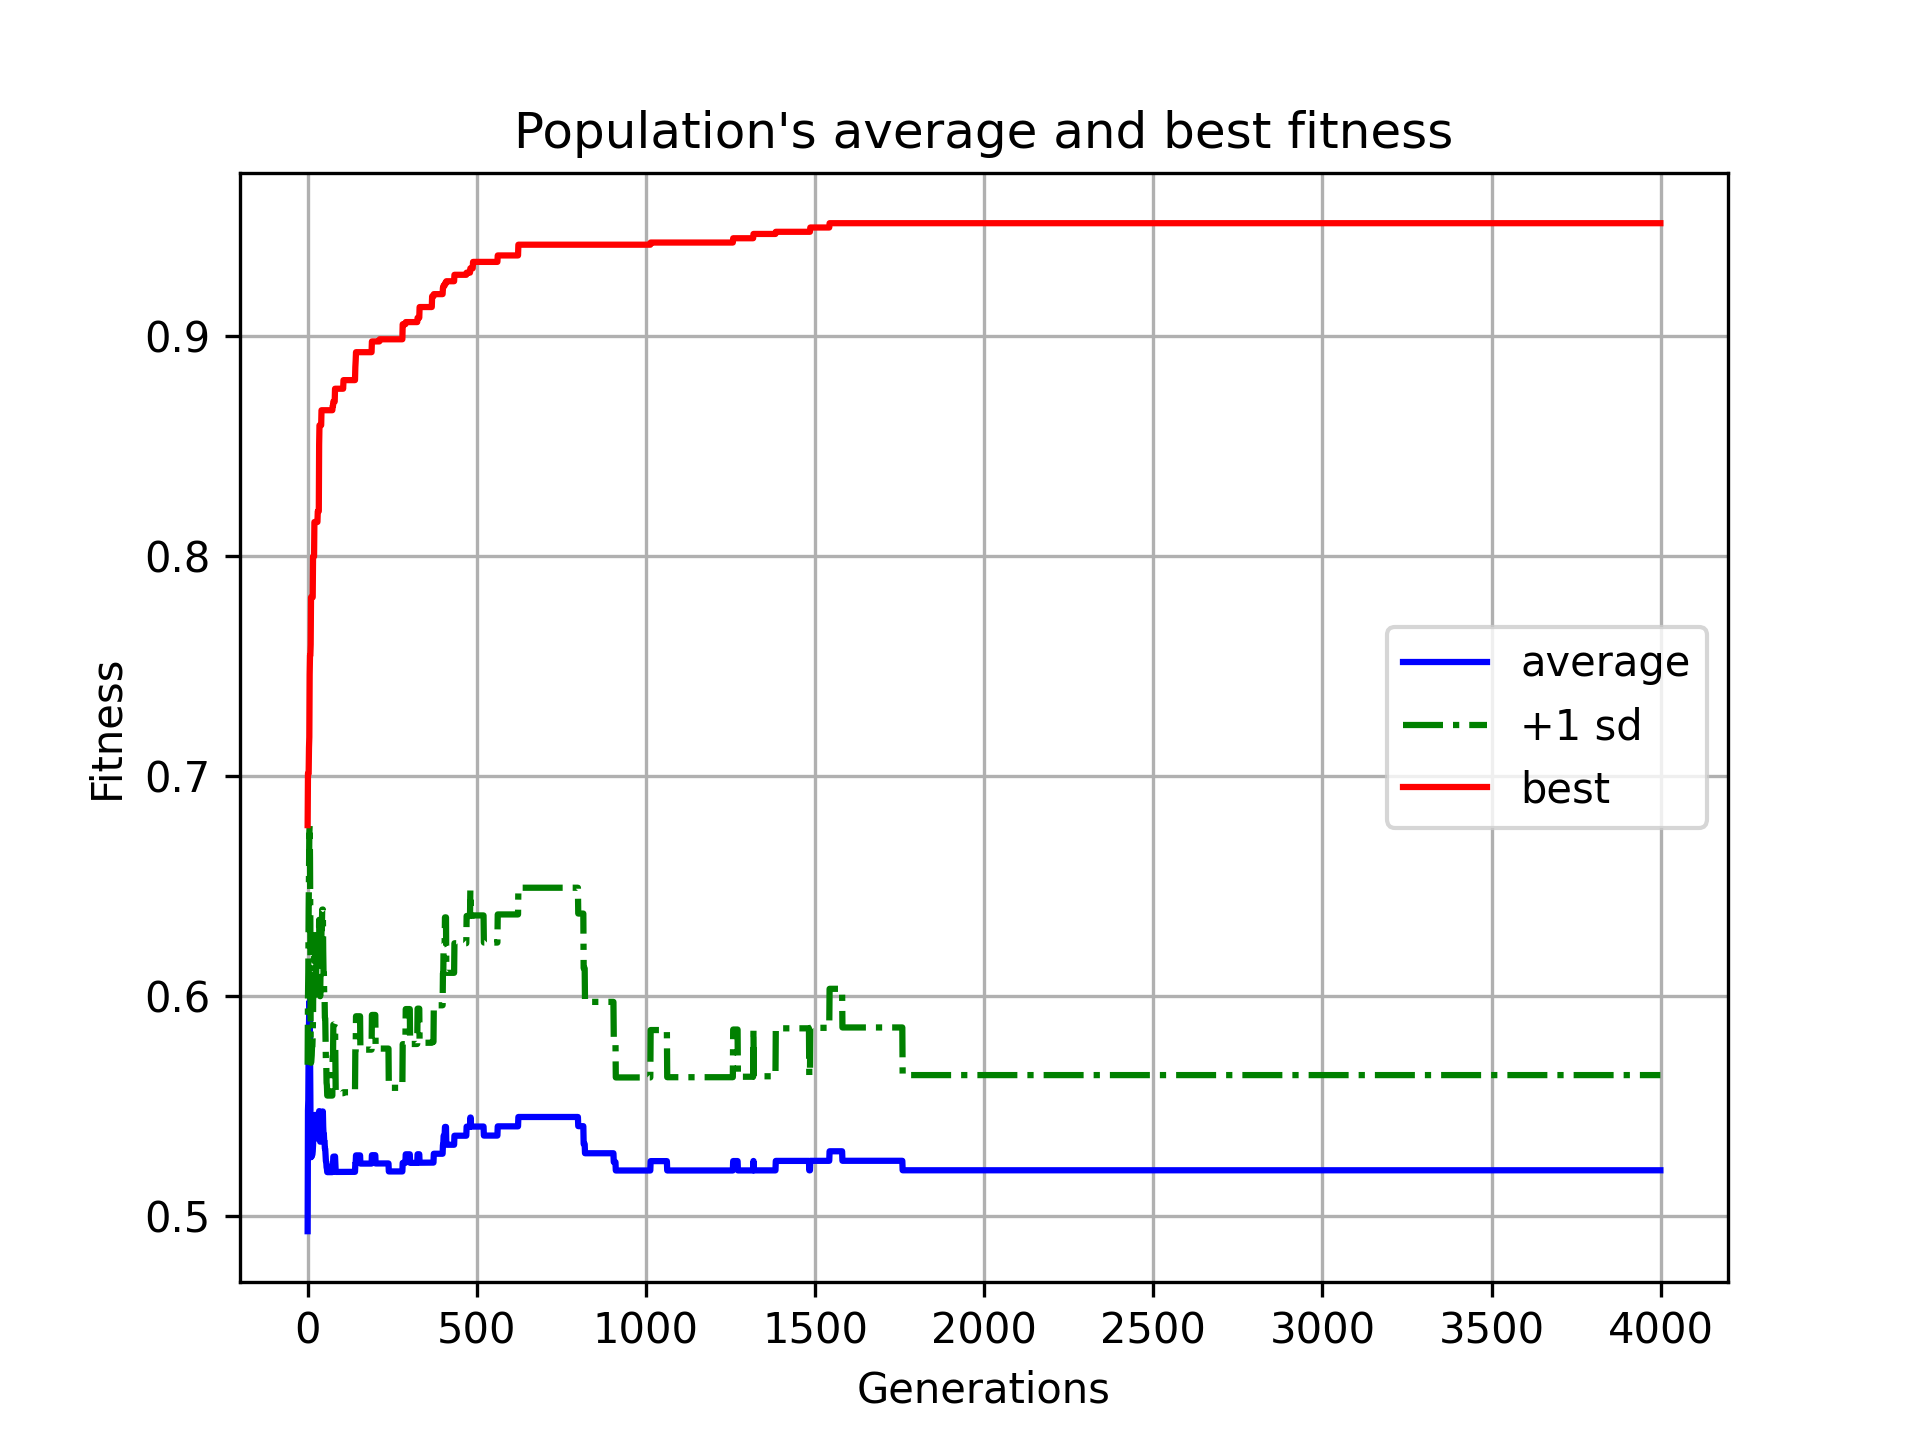 Population's average and best fitness
Fitness
0.9
0.8
0.7
0.6
0.5
average
+1 sd
best
0 500 1000 1500 2000 2500 3000 3500 4000
Generations